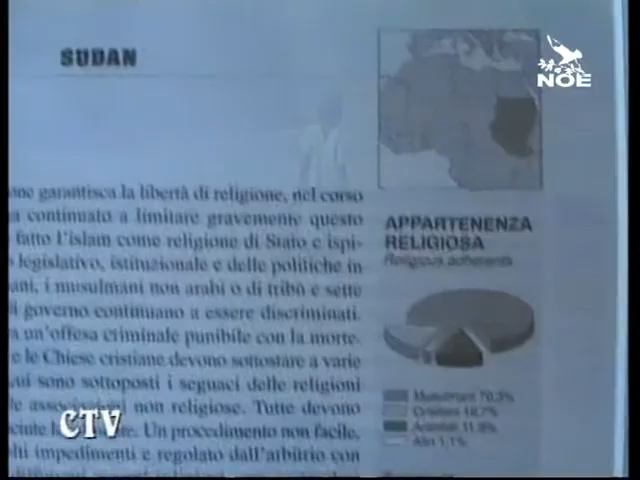 SUDAN
NOE
one garantisca la libertà di religione, nel corso
a continuato a limitare gravemente questo
fatto l'islam come religione di Stato e ispi-
legislativo, istituzionale e delle politiche in
ani, i musulmani non arabi o di tribù e sette
l governo continuano a essere discriminati.
a un'offesa criminale punibile con la morte.
e le Chiese cristiane devono sottostare a varie
cui sono sottoposti i seguaci delle religioni
le associazioni non religiose. Tutte devono
Un procedimento non facile,
impedimenti e regolato dall'arbitrio con
APPARTENENZA
RELIGIOSA
Religious adherents
Musulmani 70,3%
Cristiani 16,7%
Animisti 11,9%
Altri 1,1%
CTV